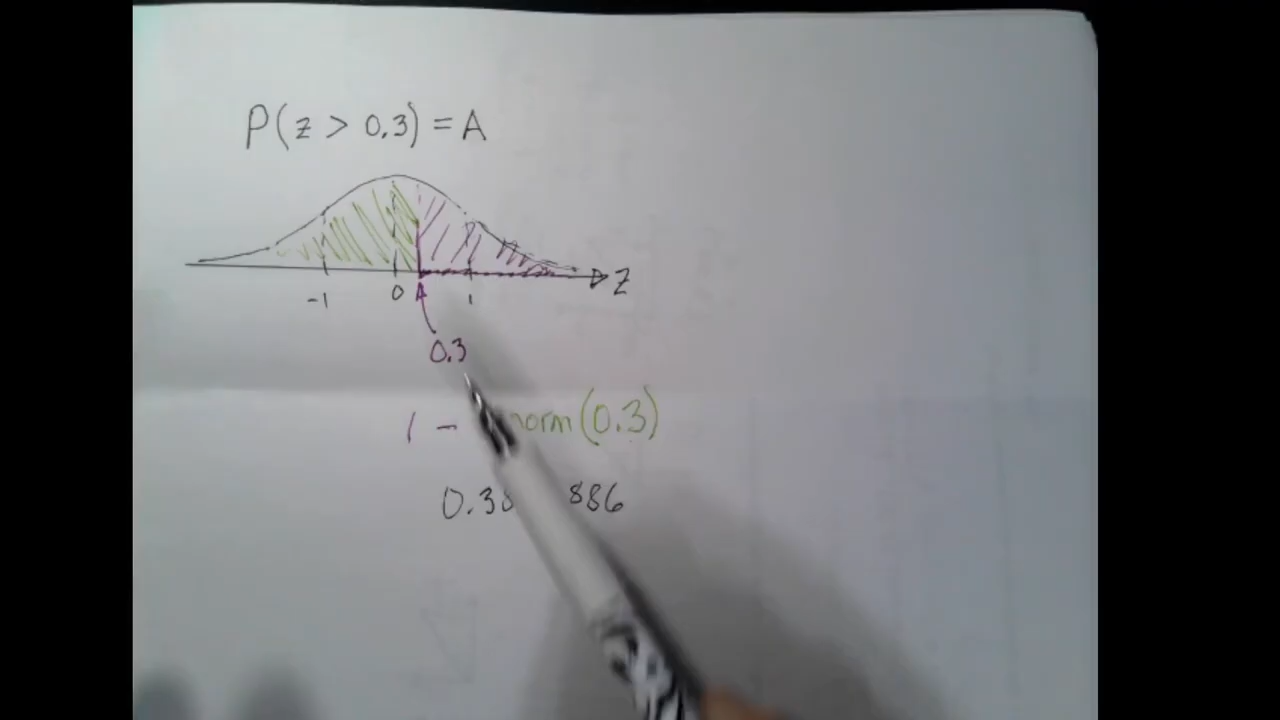 P(z > 0.3) = A
-1 0 A 1 Z
0.3
1 - norm(0.3)
0.38 886